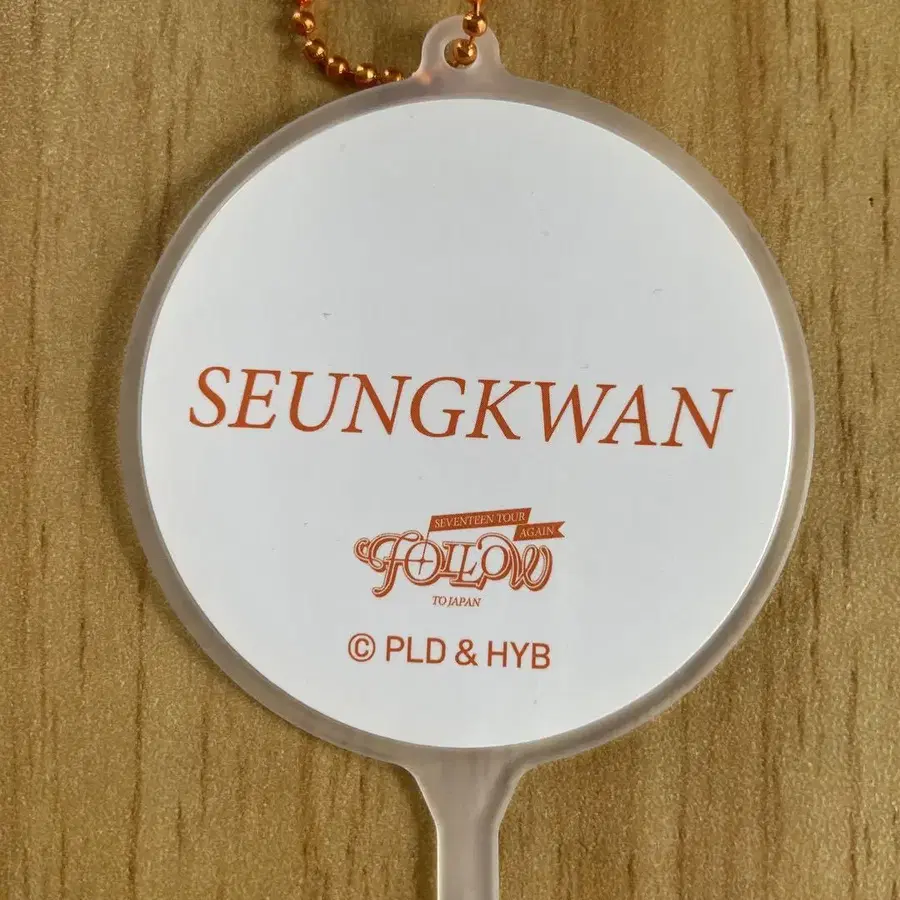 SEUNGKWAN
SEVENTEEN TOUR
AGAIN
FOLLOW
TO JAPAN
© PLD & HYB